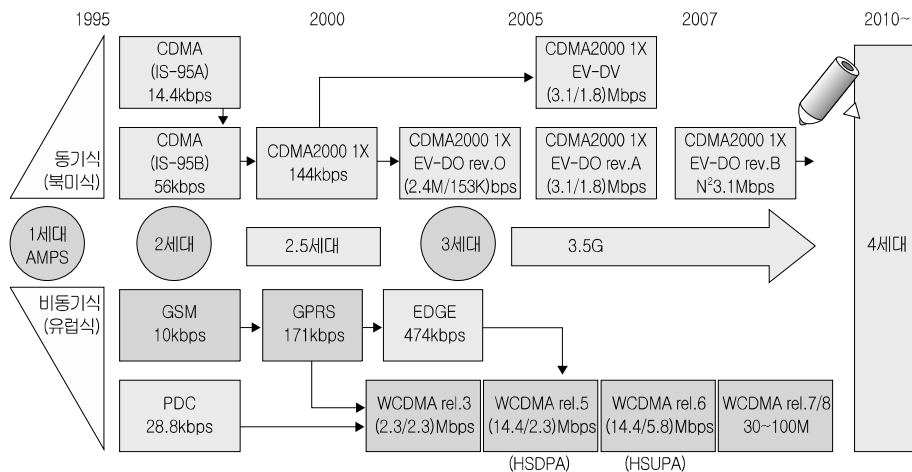 1995
2000
2005
2007
2010~
동기식
(북미식)
CDMA
(IS-95A)
14.4kbps
CDMA2000 1X
EV-DV
(3.1/1.8)Mbps
CDMA
(IS-95B)
56kbps
CDMA2000 1X
144kbps
CDMA2000 1X
EV-DO rev.O
(2.4M/153K)bps
CDMA2000 1X
EV-DO rev.A
(3.1/1.8)Mbps
CDMA2000 1X
EV-DO rev.B
N²3.1Mbps
1세대
AMPS
2세대
2.5세대
3세대
3.5G
4세대
비동기식
(유럽식)
GSM
10kbps
GPRS
171kbps
EDGE
474kbps
PDC
28.8kbps
WCDMA rel.3
(2.3/2.3)Mbps
WCDMA rel.5
(14.4/2.3)Mbps
WCDMA rel.6
(14.4/5.8)Mbps
WCDMA rel.7/8
30~100M
(HSDPA)
(HSUPA)